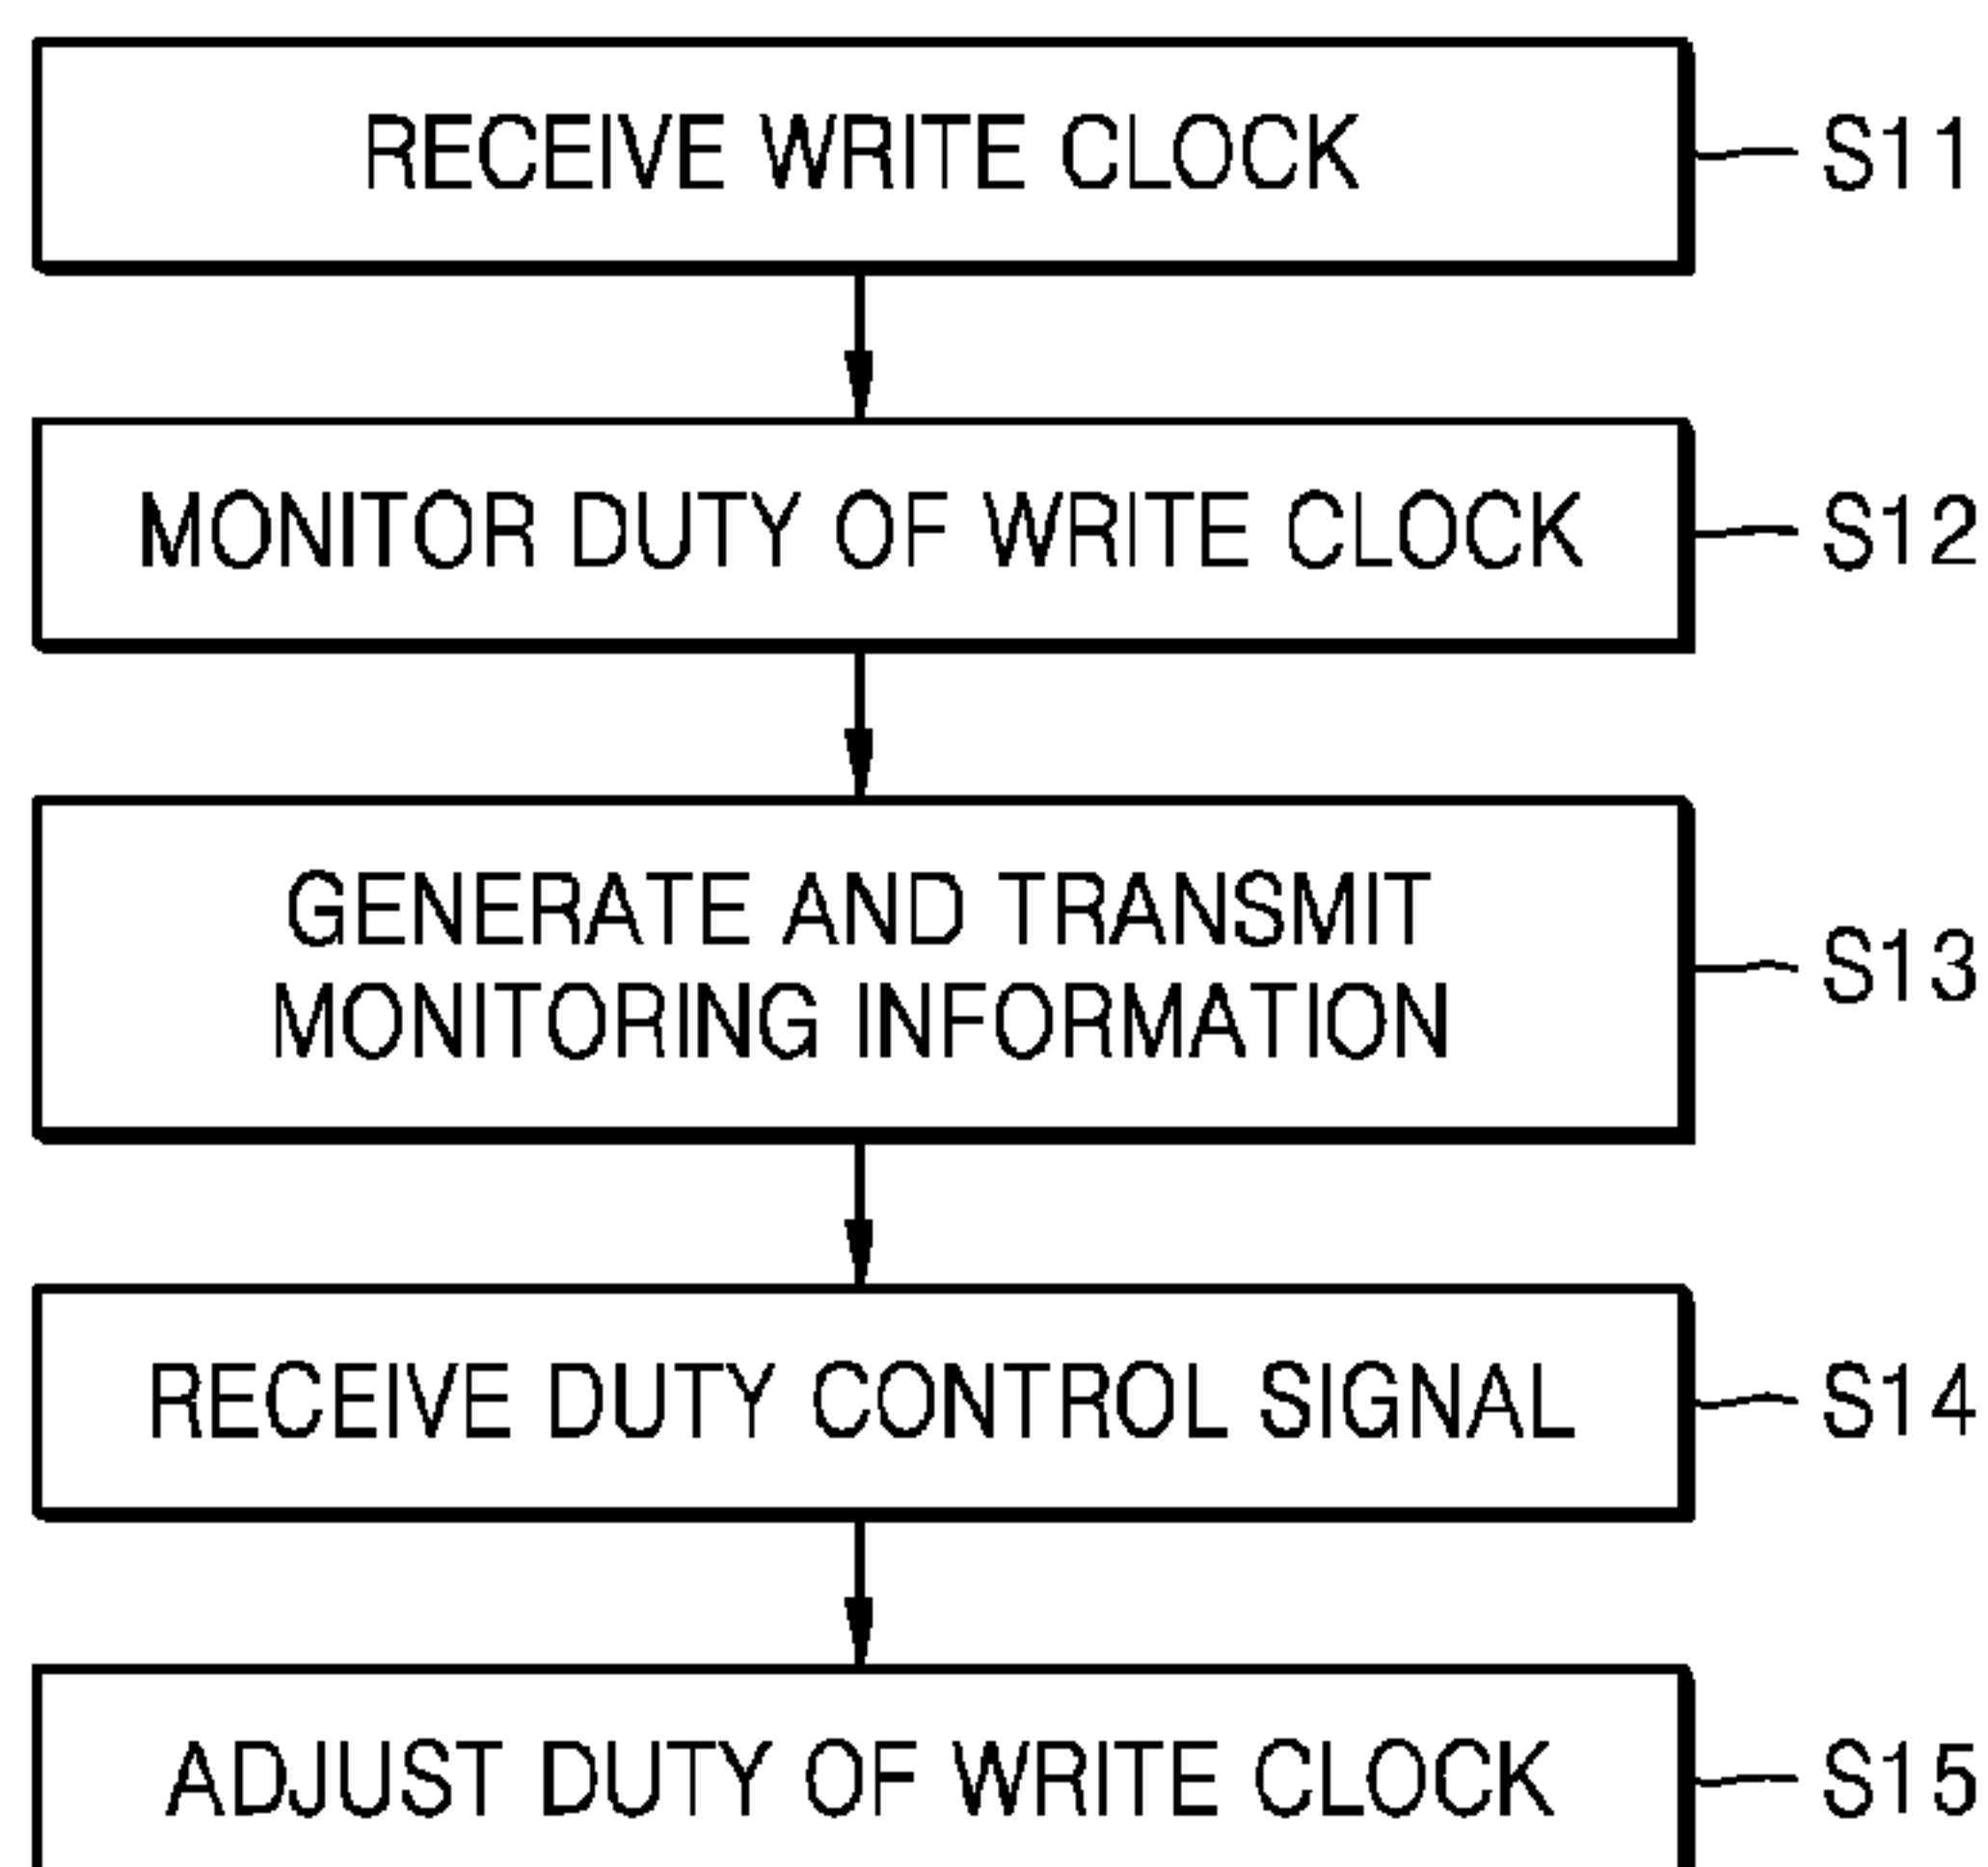 RECEIVE WRITE CLOCK S11
MONITOR DUTY OF WRITE CLOCK S12
GENERATE AND TRANSMIT
MONITORING INFORMATION
S13
RECEIVE DUTY CONTROL SIGNAL S14
ADJUST DUTY OF WRITE CLOCK S15